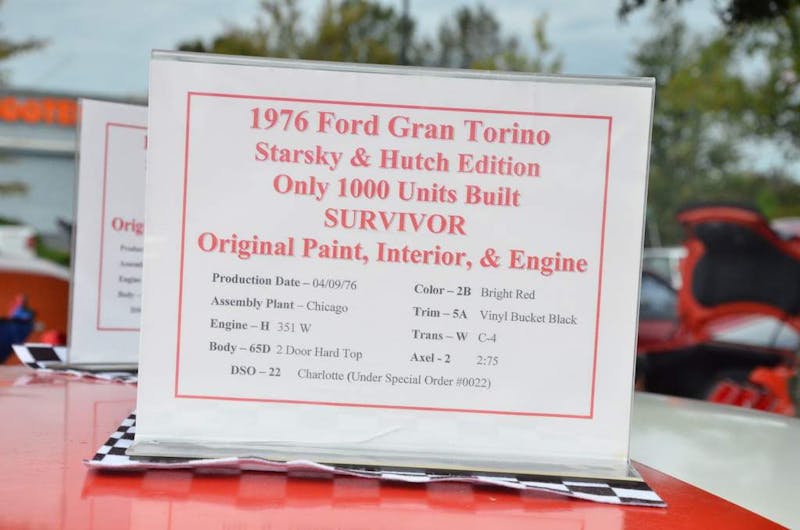 1976 Ford Gran Torino
Starsky & Hutch Edition
Only 1000 Units Built
SURVIVOR
Original Paint, Interior, & Engine
Production Date – 04/09/76 Color – 2B Bright Red
Assembly Plant – Chicago Trim – 5A Vinyl Bucket Black
Engine – H 351 W Trans – W C-4
Body – 65D 2 Door Hard Top Axel - 2 2:75
DSO – 22 Charlotte (Under Special Order #0022)